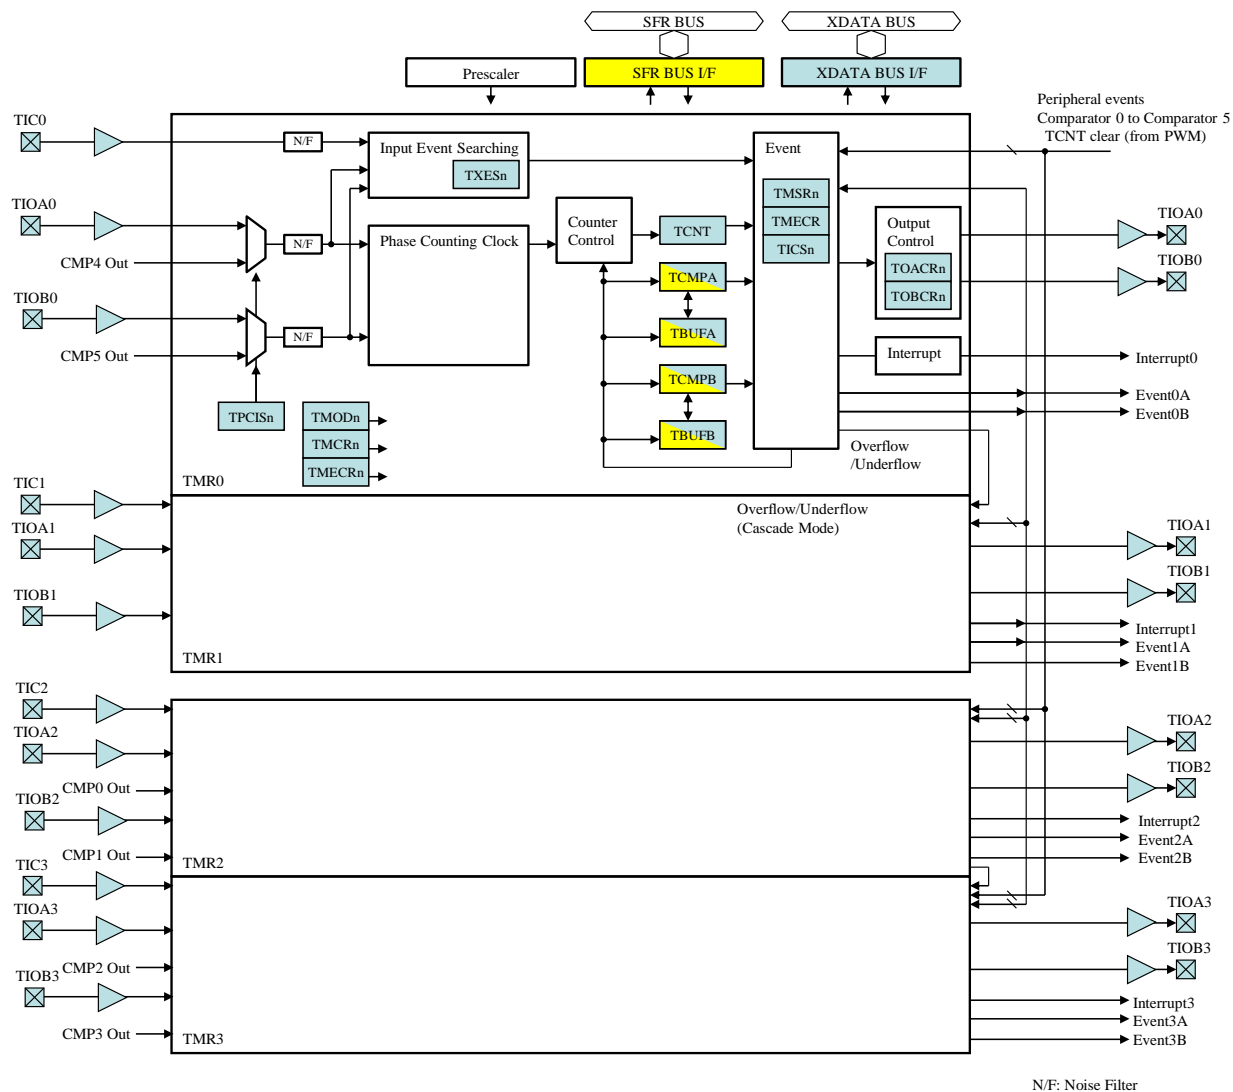 SFR BUS
XDATA BUS
Prescaler
SFR BUS I/F
XDATA BUS I/F
Peripheral events
Comparator 0 to Comparator 5
TCNT clear (from PWM)
TIC0
N/F
Input Event Searching
TXESn
Event
TMSRn
TMECR
TICSn
TIOA0
N/F
CMP4 Out
Phase Counting Clock
Counter
Control
TCNT
TCMPA
TBUFA
TCMPB
TBUFB
Output
Control
TOACRn
TOBCRn
TIOA0
TIOB0
TIOB0
N/F
CMP5 Out
Interrupt
Interrupt0
Event0A
Event0B
TPCISn
TMODn
TMCRn
TMECRn
Overflow
/Underflow
TMR0
TIC1
TIOA1
TIOB1
Overflow/Underflow
(Cascade Mode)
TIOA1
TIOB1
Interrupt1
Event1A
Event1B
TMR1
TIC2
TIOA2
CMP0 Out
TIOB2
CMP1 Out
TIOA2
TIOB2
Interrupt2
Event2A
Event2B
TMR2
TIC3
TIOA3
CMP2 Out
TIOB3
CMP3 Out
TIOA3
TIOB3
Interrupt3
Event3A
Event3B
TMR3
N/F: Noise Filter